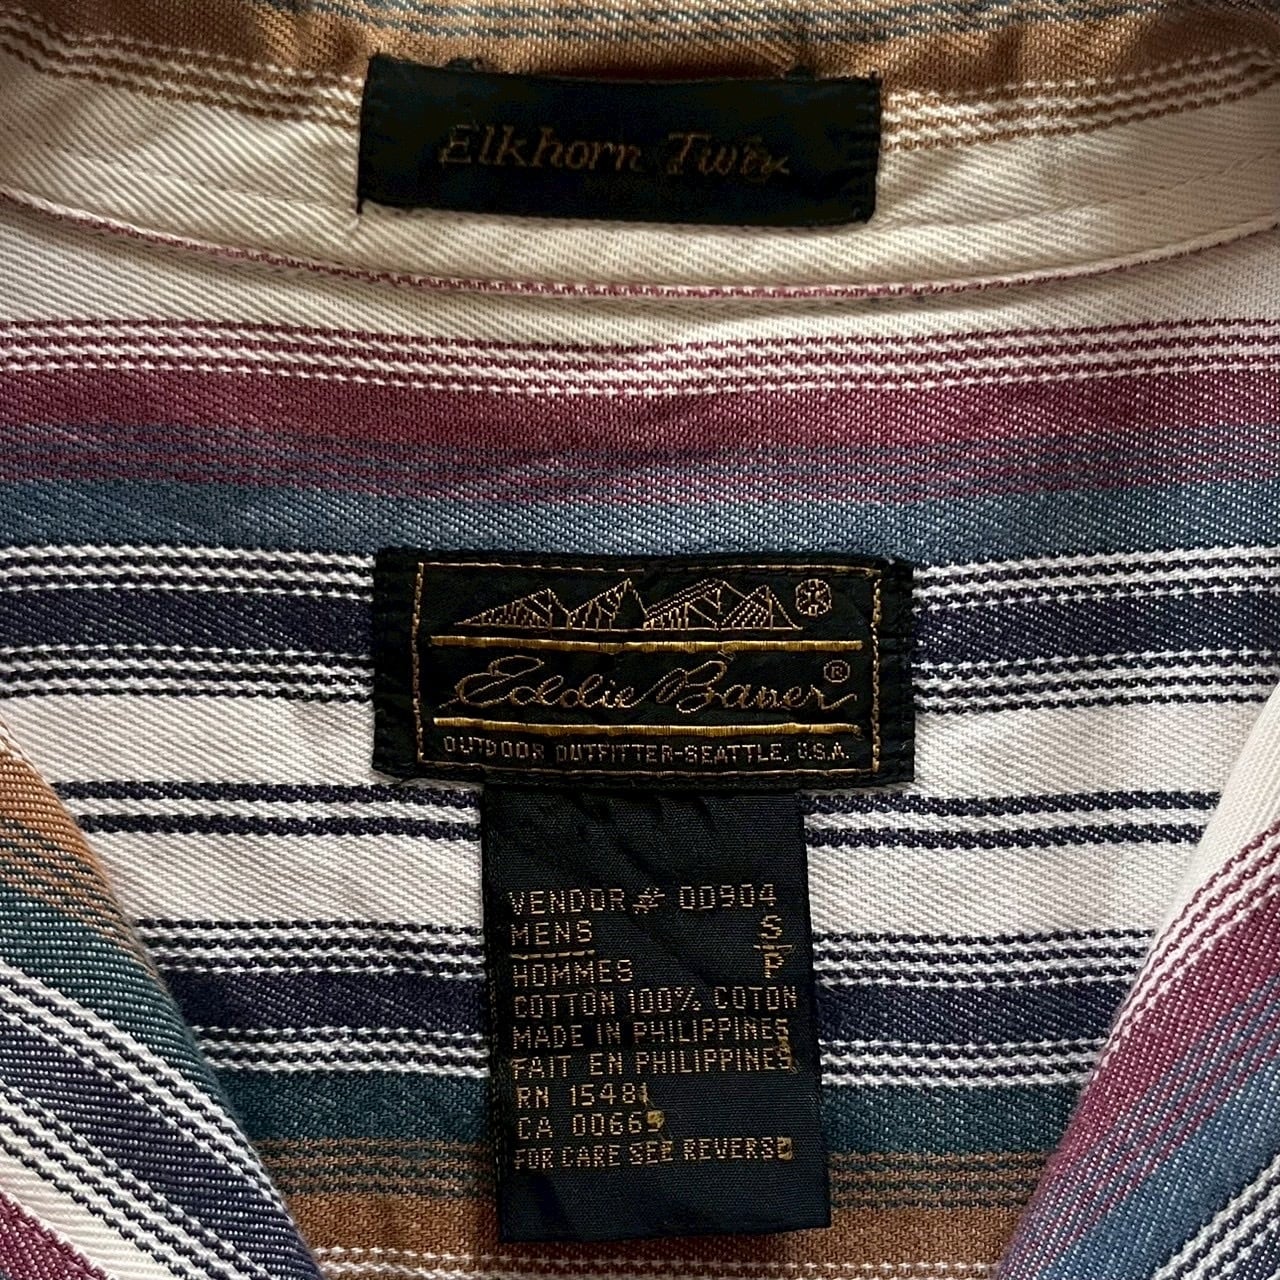 Elkhorn Twill
Eddie Bauer®
OUTDOOR OUTFITTER-SEATTLE, U.S.A.
VENDOR # 00904
MENS S
HOMMES P
COTTON 100% COTON
MADE IN PHILIPPINES
FAIT EN PHILIPPINES
RN 15481
CA 00669
FOR CARE SEE REVERSE